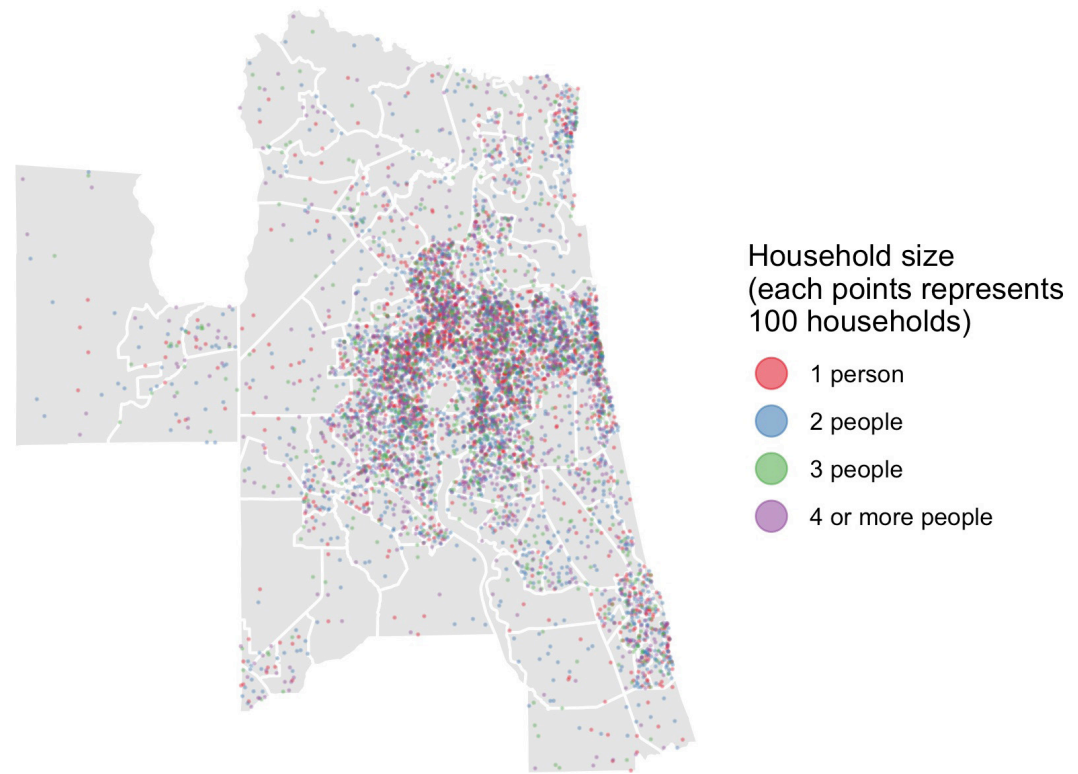 Household size
(each points represents
100 households)
1 person
2 people
3 people
4 or more people